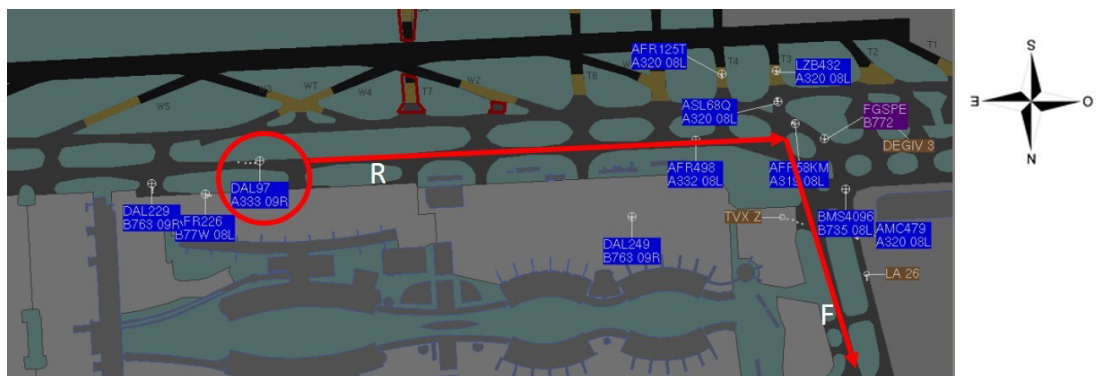 T1
T2
T3
T4
AFR125T
A320 08L
LZB432
A320 08L
W2
T6
T7
W4
WT
W5
ASL68Q
A320 08L
FGSPE
B772
DEGIV 3
S
E
O
N
R
AFR498
A332 08L
A319 08L
DAL97
A333 09R
DAL229
B763 09R
AFR226
B77W 08L
TVX Z
BMS4096
B735 08L
AMC479
A320 08L
DAL249
B763 09R
LA 26
F